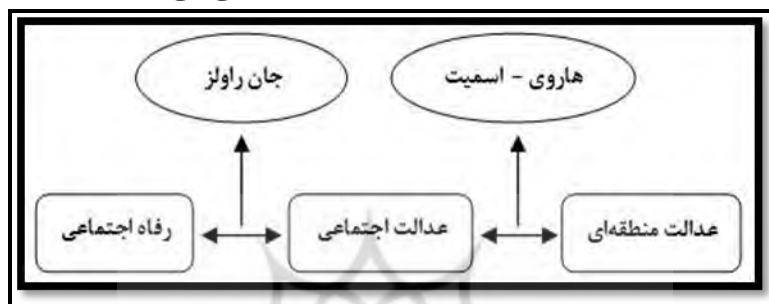 هاروی - اسمیت
جان راولز
عدالت منطقه‌ای
عدالت اجتماعی
رفاه اجتماعی